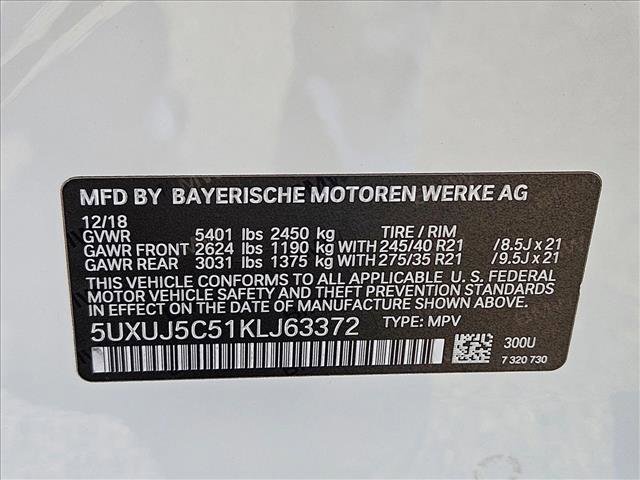 MFD BY BAYERISCHE MOTOREN WERKE AG
12/18
GVWR 5401 lbs 2450 kg TIRE / RIM
GAWR FRONT 2624 lbs 1190 kg WITH 245/40 R21 /8.5J x 21
GAWR REAR 3031 lbs 1375 kg WITH 275/35 R21 /9.5J x 21
THIS VEHICLE CONFORMS TO ALL APPLICABLE U. S. FEDERAL
MOTOR VEHICLE SAFETY BUMPER AND THEFT PREVENTION
STANDARDS IN EFFECT ON THE DATE OF MANUFACTURE SHOWN ABOVE.
5UXUJ5C51KLJ63372 TYPE: MPV
300U
7 320 730